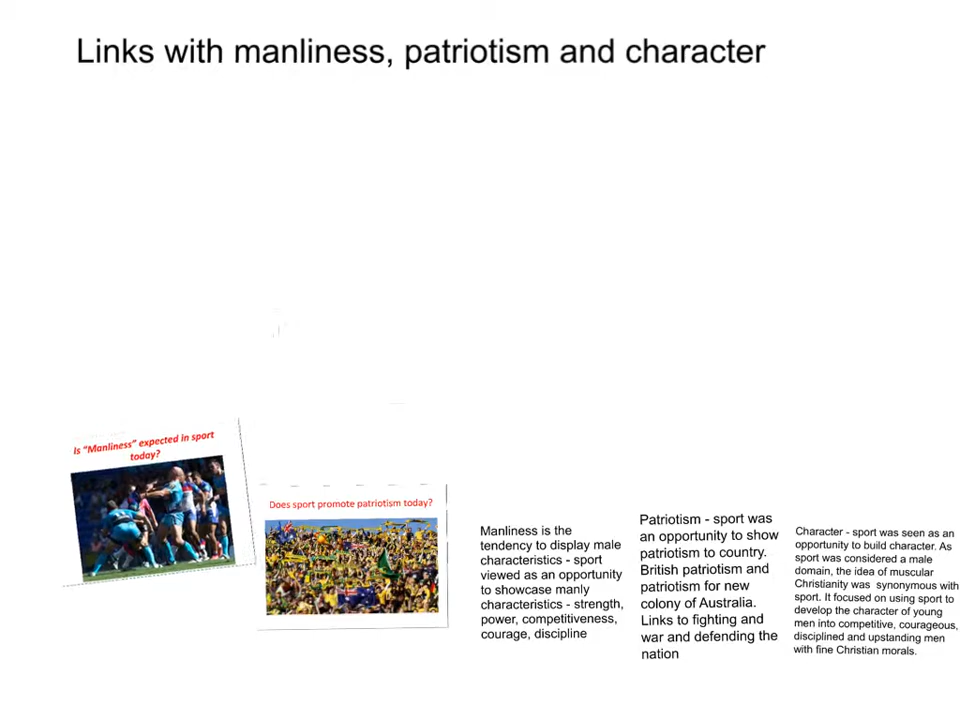 Links with manliness, patriotism and character
Is "Manliness" expected in sport
today?
Does sport promote patriotism today?
Manliness is the
tendency to display male
characteristics - sport
viewed as an opportunity
to showcase manly
characteristics - strength,
power, competitiveness,
courage, discipline
Patriotism - sport was
an opportunity to show
patriotism to country.
British patriotism and
patriotism for new
colony of Australia.
Links to fighting and
war and defending the
nation
Character - sport was seen as an
opportunity to build character. As
sport was considered a male
domain, the idea of muscular
Christianity was synonymous with
sport. It focused on using sport to
develop the character of young
men into competitive, courageous,
disciplined and upstanding men
with fine Christian morals.